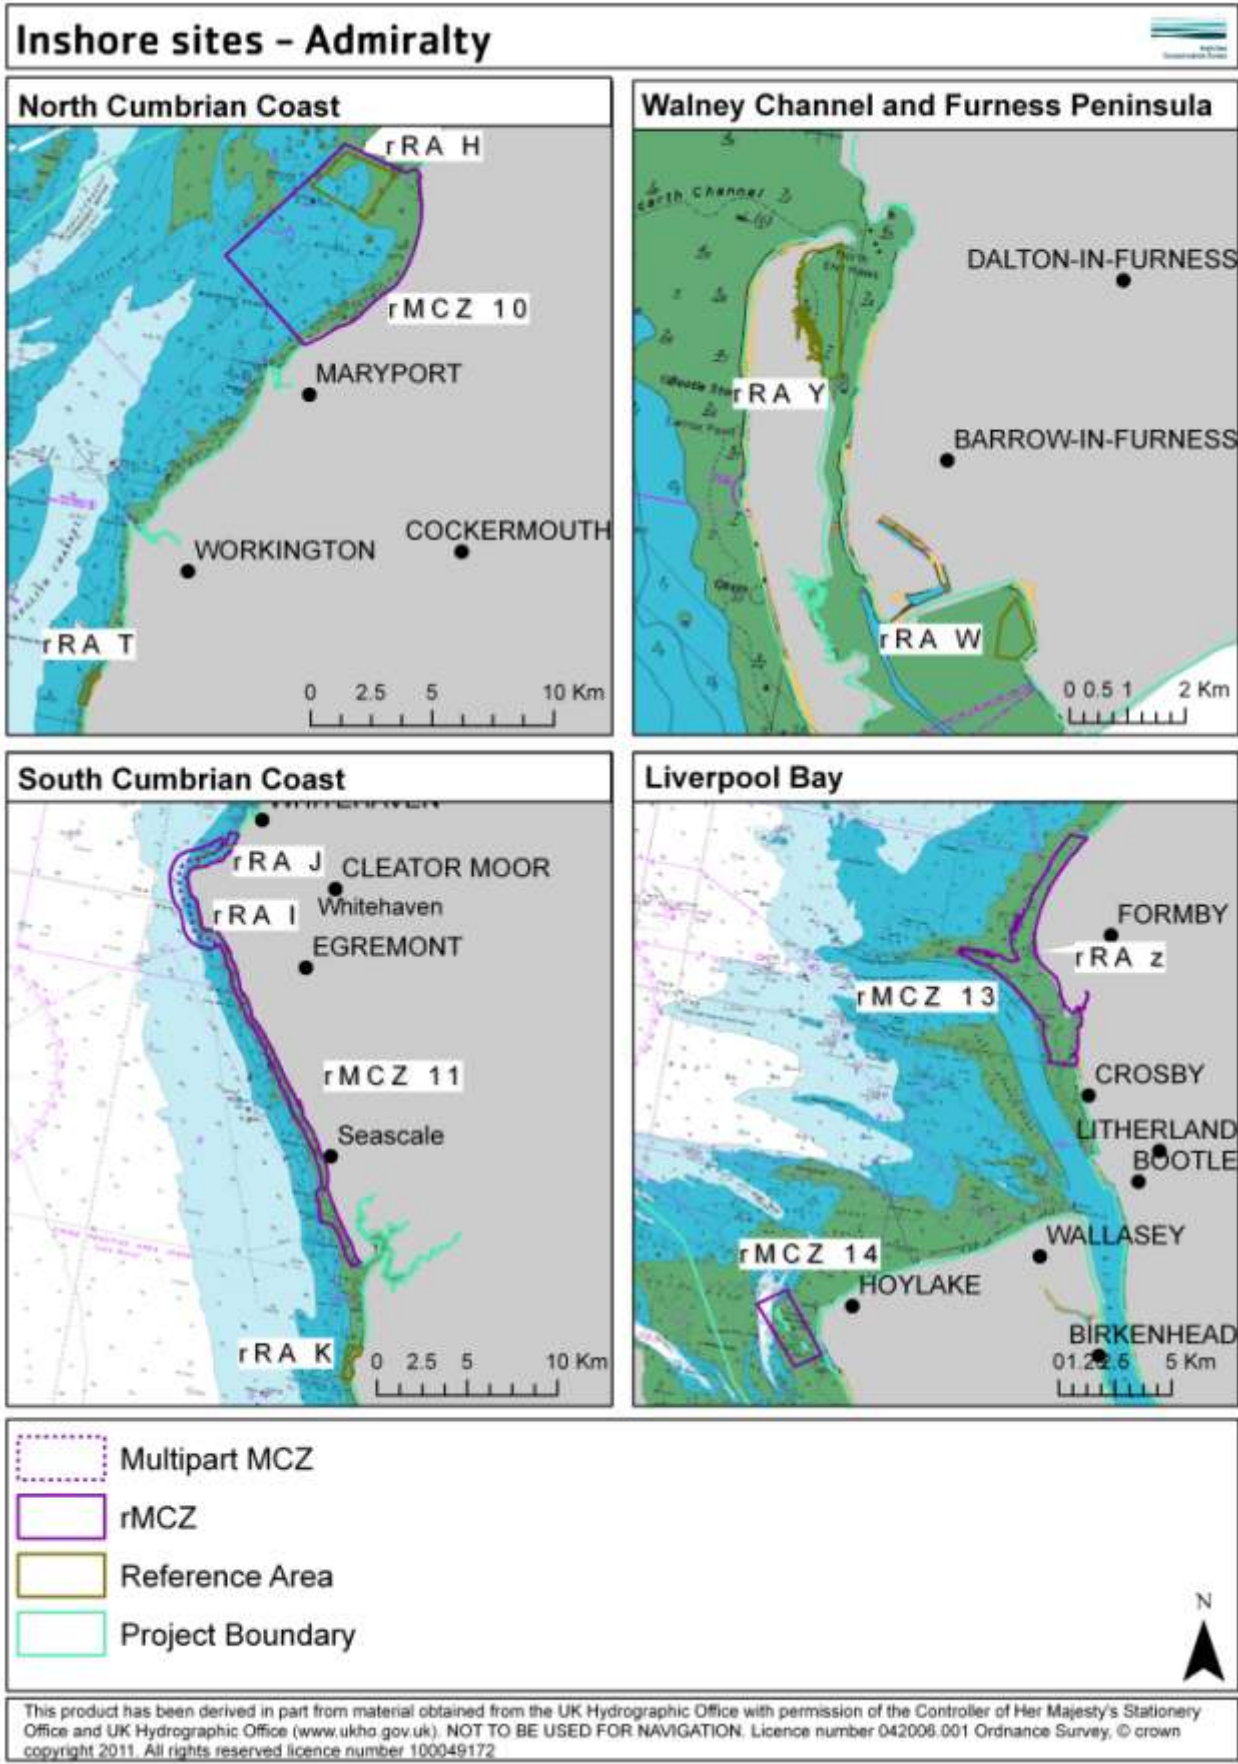 Inshore sites – Admiralty
North Cumbrian Coast
rRA H
rMCZ 10
MARYPORT
COCKERMOUTH
WORKINGTON
rRA T
0 2.5 5 10 Km
Walney Channel and Furness Peninsula
DALTON-IN-FURNESS
rRA Y
BARROW-IN-FURNESS
rRA W
0 0.5 1 2 Km
South Cumbrian Coast
WHITEHAVEN
rRA J
CLEATOR MOOR
Whitehaven
rRA I
EGREMONT
rMCZ 11
Seascale
rRA K
0 2.5 5 10 Km
Liverpool Bay
FORMBY
rRA z
rMCZ 13
CROSBY
LITHERLAND
BOOTLE
WALLASEY
rMCZ 14
HOYLAKE
BIRKENHEAD
5 Km
Multipart MCZ
rMCZ
Reference Area
Project Boundary
N
This product has been derived in part from material obtained from the UK Hydrographic Office with permission of the Controller of Her Majesty's Stationery
Office and UK Hydrographic Office (www.ukho.gov.uk). NOT TO BE USED FOR NAVIGATION. Licence number 042006.001 Ordnance Survey, © crown
copyright 2011. All rights reserved licence number 100049172